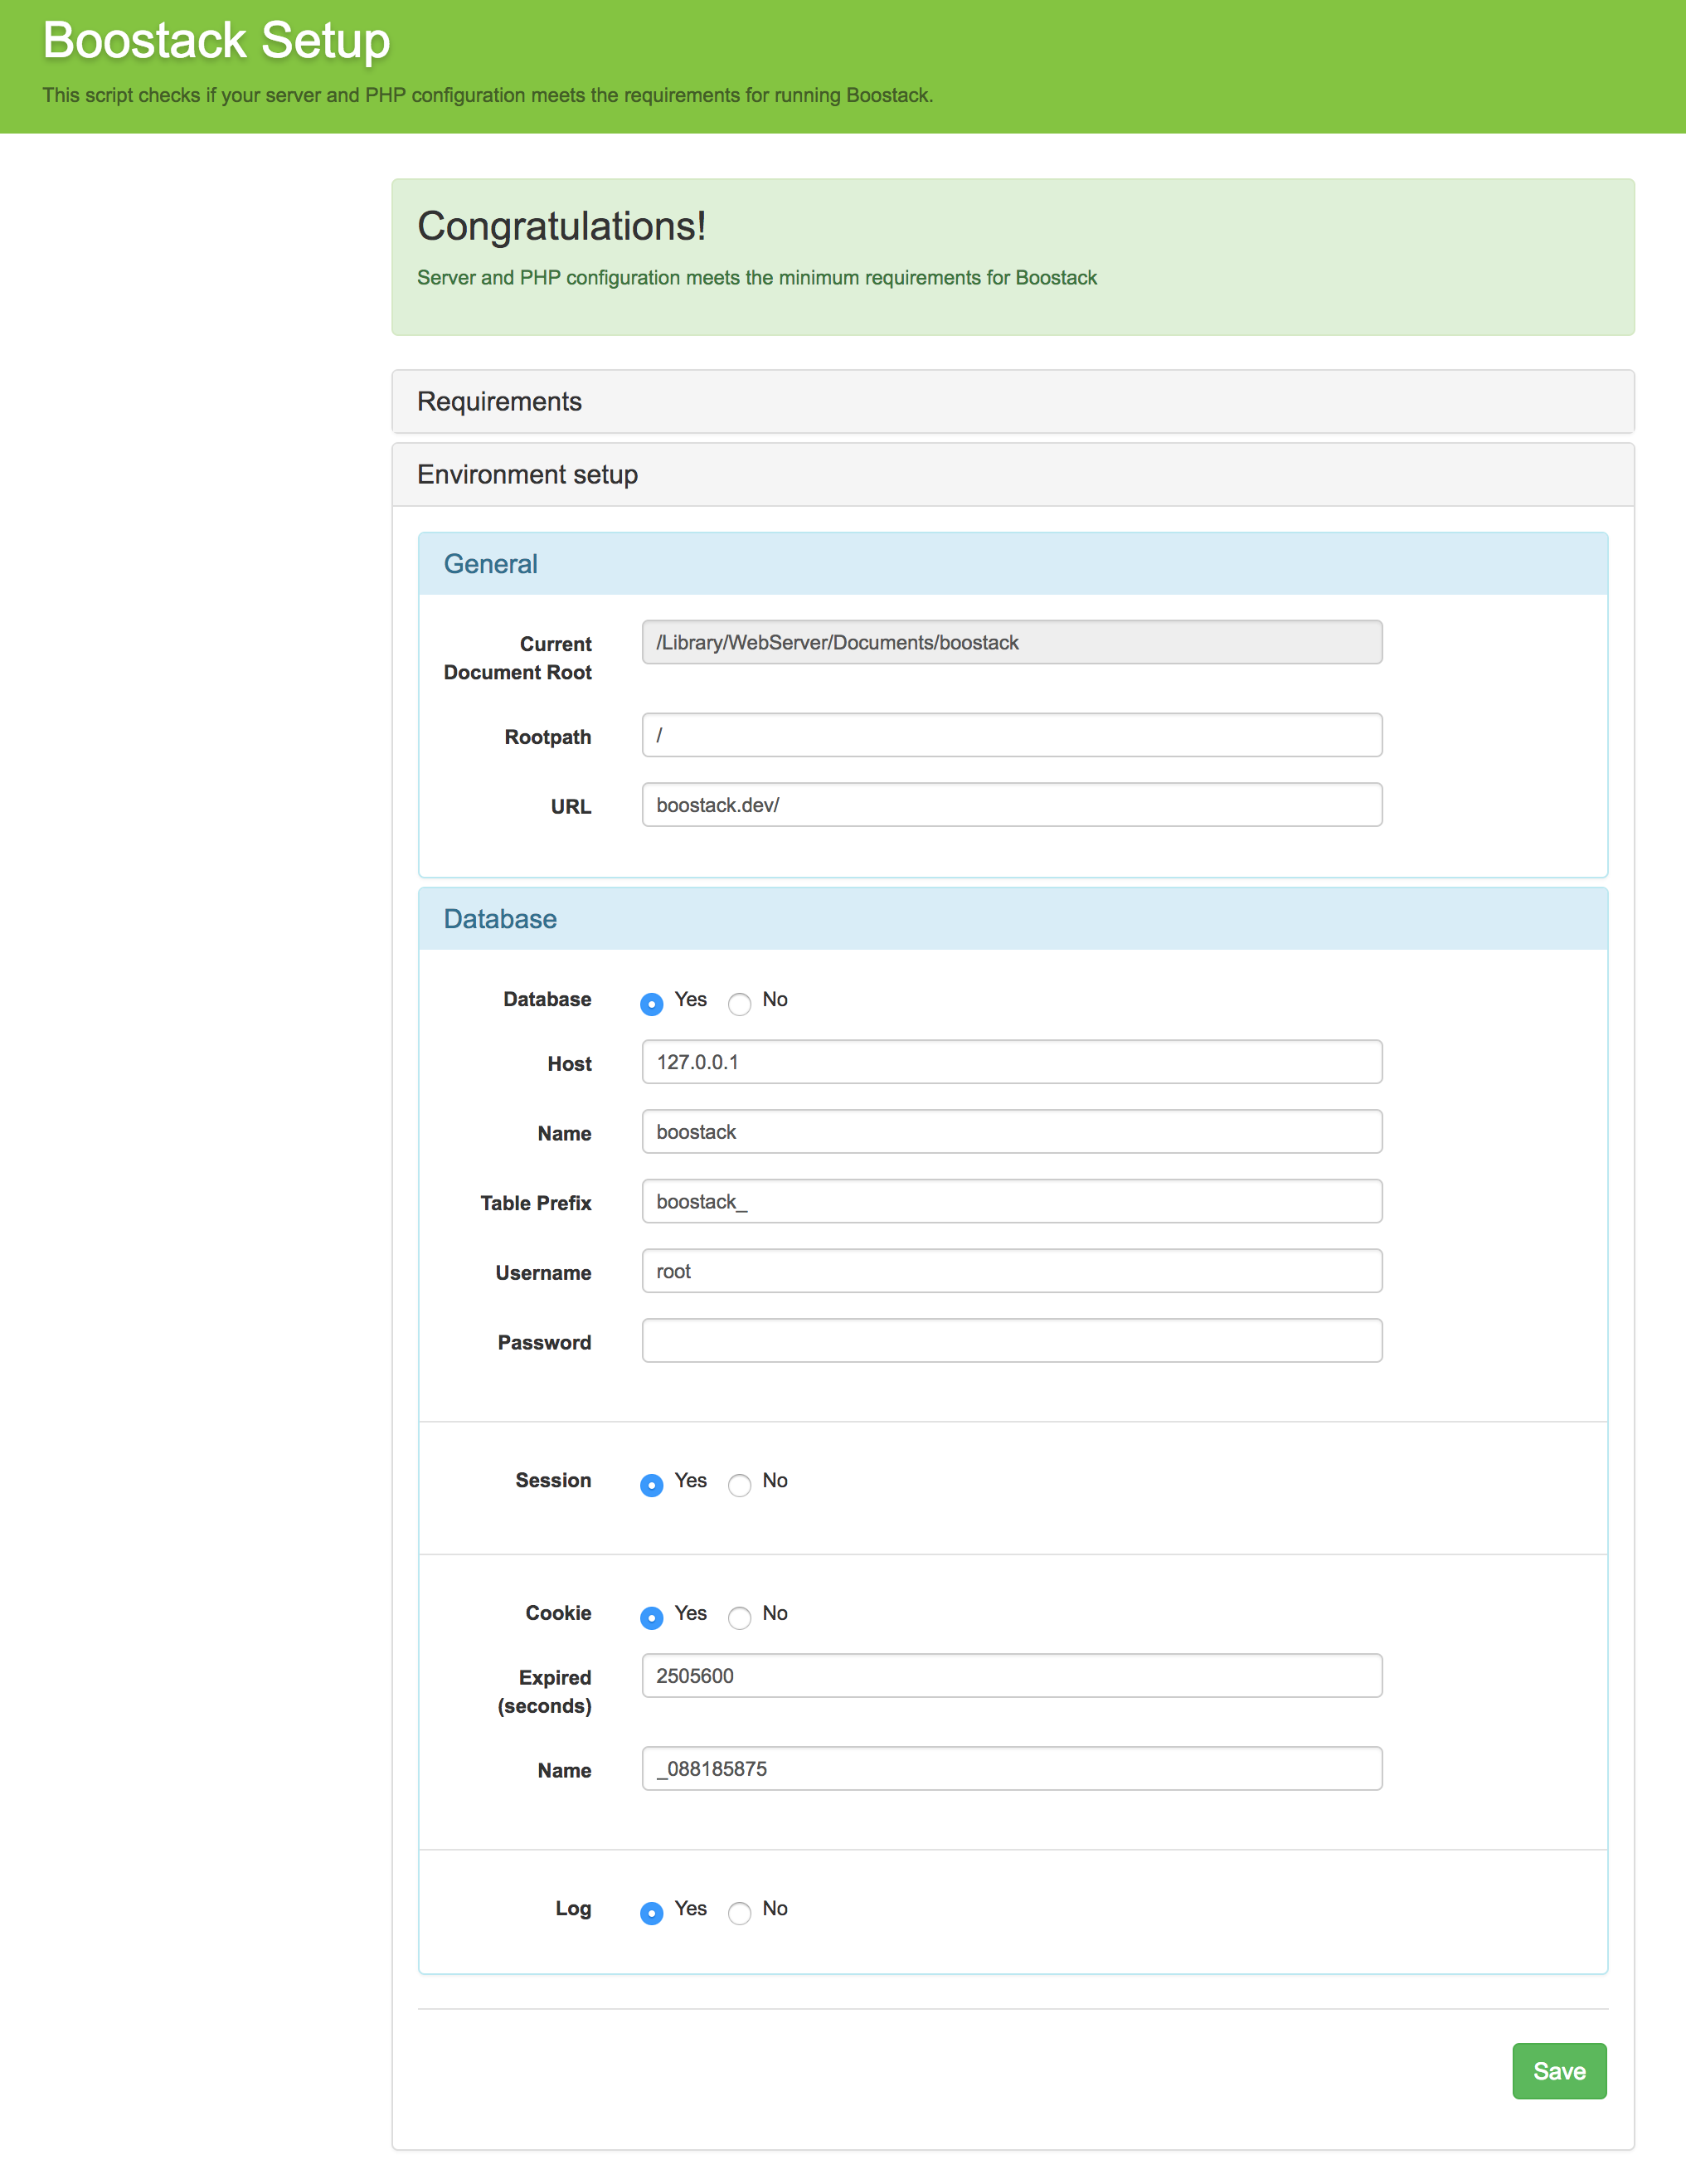 Boostack Setup
This script checks if your server and PHP configuration meets the requirements for running Boostack.
Congratulations!
Server and PHP configuration meets the minimum requirements for Boostack
Requirements
Environment setup
General
Current
Document Root
/Library/WebServer/Documents/boostack
Rootpath
/
URL
boostack.dev/
Database
Database Yes No
Host
127.0.0.1
Name
boostack
Table Prefix
boostack_
Username
root
Password
Session Yes No
Cookie Yes No
Expired
(seconds)
2505600
Name
_088185875
Log Yes No
Save